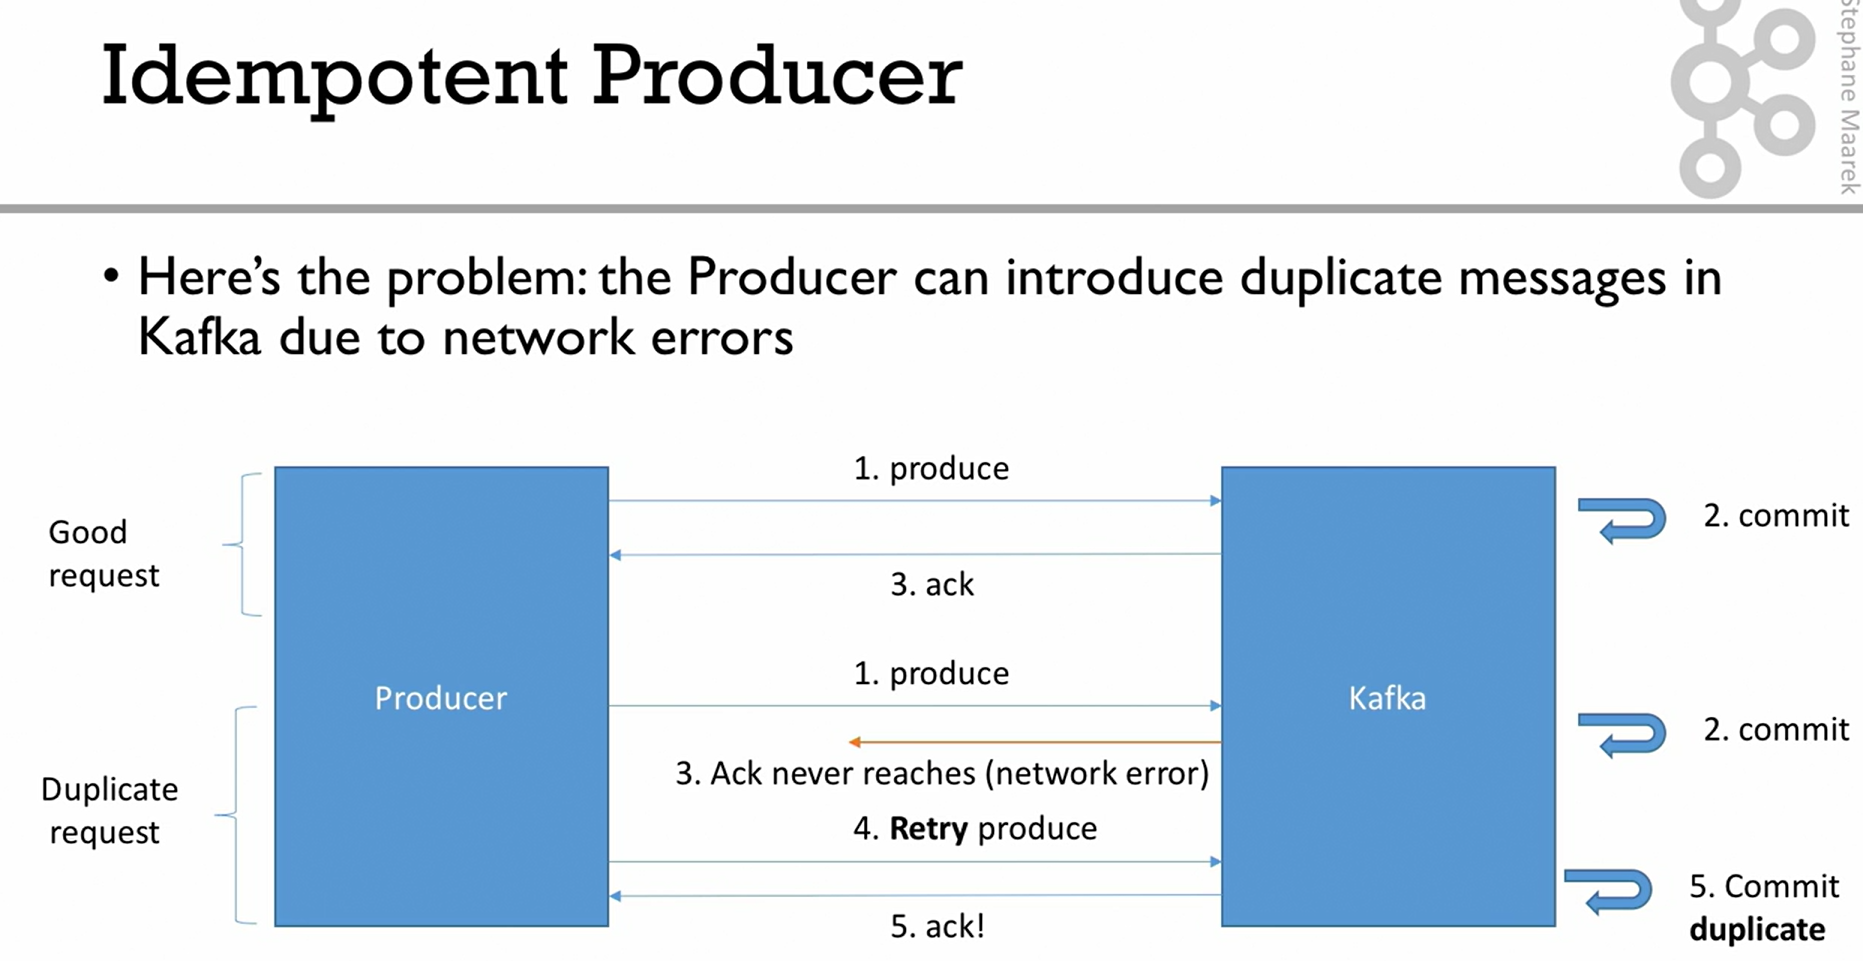 Idempotent Producer
Stephane Maarek
• Here’s the problem: the Producer can introduce duplicate messages in
Kafka due to network errors
Good
request
1. produce
2. commit
3. ack
Producer
Kafka
Duplicate
request
1. produce
2. commit
3. Ack never reaches (network error)
4. Retry produce
5. ack!
5. Commit
duplicate